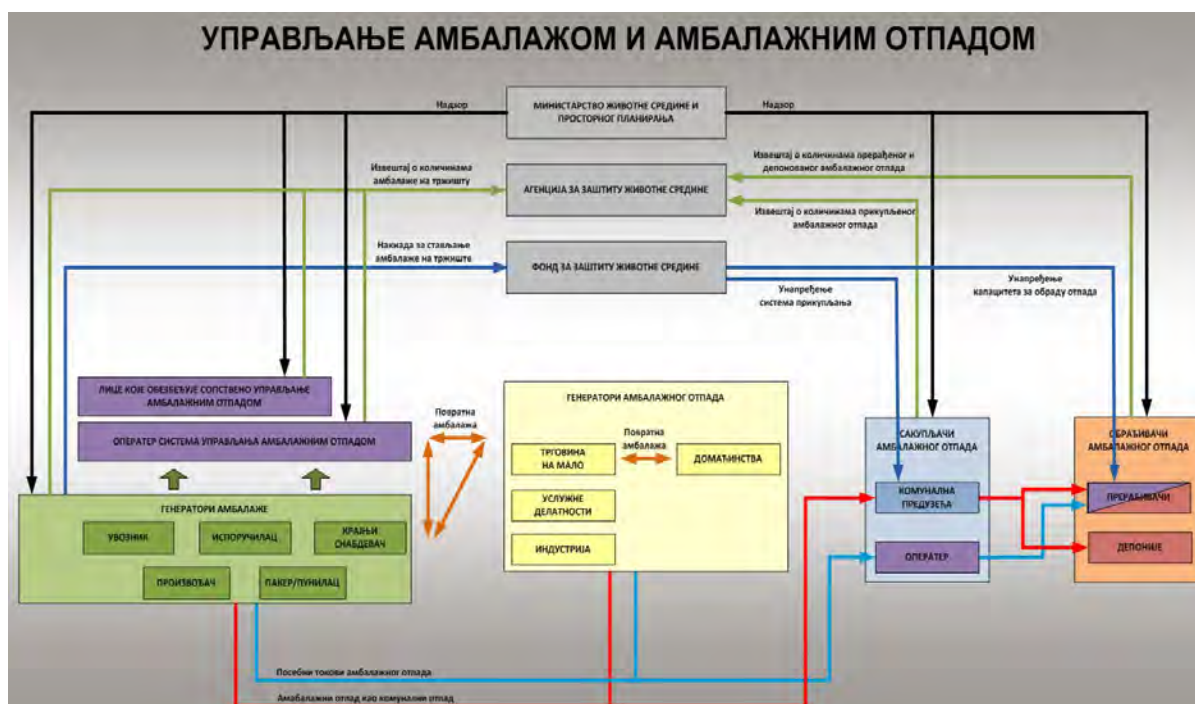 УПРАВЉАЊЕ АМБАЛАЖОМ И АМБАЛАЖНИМ ОТПАДОМ
Надзор
МИНИСТАРСТВО ЖИВОТНЕ СРЕДИНЕ И
ПРОСТОРНОГ ПЛАНИРАЊА
Надзор
Извештај о количинама
амбалаже на тржишту
АГЕНЦИЈА ЗА ЗАШТИТУ ЖИВОТНЕ СРЕДИНЕ
Извештај о количинама прерађеног и
депонованог амбалажног отпада
Извештај о количинама прикупљеног
амбалажног отпада
Накнада за стављање
амбалаже на тржиште
ФОНД ЗА ЗАШТИТУ ЖИВОТНЕ СРЕДИНЕ
Унапређење
система прикупљања
Унапређење
капацитета за обраду отпада
ЛИЦЕ КОЈЕ ОБЕЗБЕЂУЈЕ СОПСТВЕНО УПРАВЉАЊЕ
АМБАЛАЖНИМ ОТПАДОМ
ОПЕРАТЕР СИСТЕМА УПРАВЉАЊА АМБАЛАЖНИМ ОТПАДОМ
Повратна
амбалажа
ГЕНЕРАТОРИ АМБАЛАЖНОГ ОТПАДА
ТРГОВИНА
НА МАЛО
Повратна
амбалажа
ДОМАЋИНСТВА
УСЛУЖНЕ
ДЕЛАТНОСТИ
ИНДУСТРИЈА
САКУПЉАЧИ
АМБАЛАЖНОГ ОТПАДА
КОМУНАЛНА
ПРЕДУЗЕЋА
ОПЕРАТЕР
ОБРАЂИВАЧИ
АМБАЛАЖНОГ ОТПАДА
ПРЕРАЂИВАЧИ
ДЕПОНИЈЕ
ГЕНЕРАТОРИ АМБАЛАЖЕ
УВОЗНИК
ИСПОРУЧИЛАЦ
КРАЈЊИ
СНАБДЕВАЧ
ПРОИЗВОЂАЧ
ПАКЕР/ПУНИЛАЦ
Посебни токови амбалажног отпада
Амабалажни отпад као комунални отпад